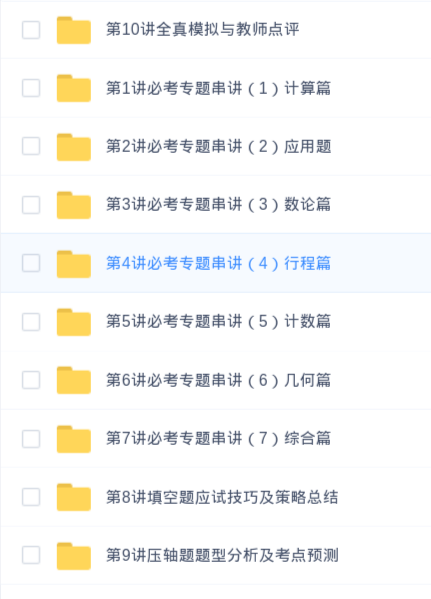 第10讲全真模拟与教师点评
第1讲必考专题串讲（1）计算篇
第2讲必考专题串讲（2）应用题
第3讲必考专题串讲（3）数论篇
第4讲必考专题串讲（4）行程篇
第5讲必考专题串讲（5）计数篇
第6讲必考专题串讲（6）几何篇
第7讲必考专题串讲（7）综合篇
第8讲填空题应试技巧及策略总结
第9讲压轴题题型分析及考点预测